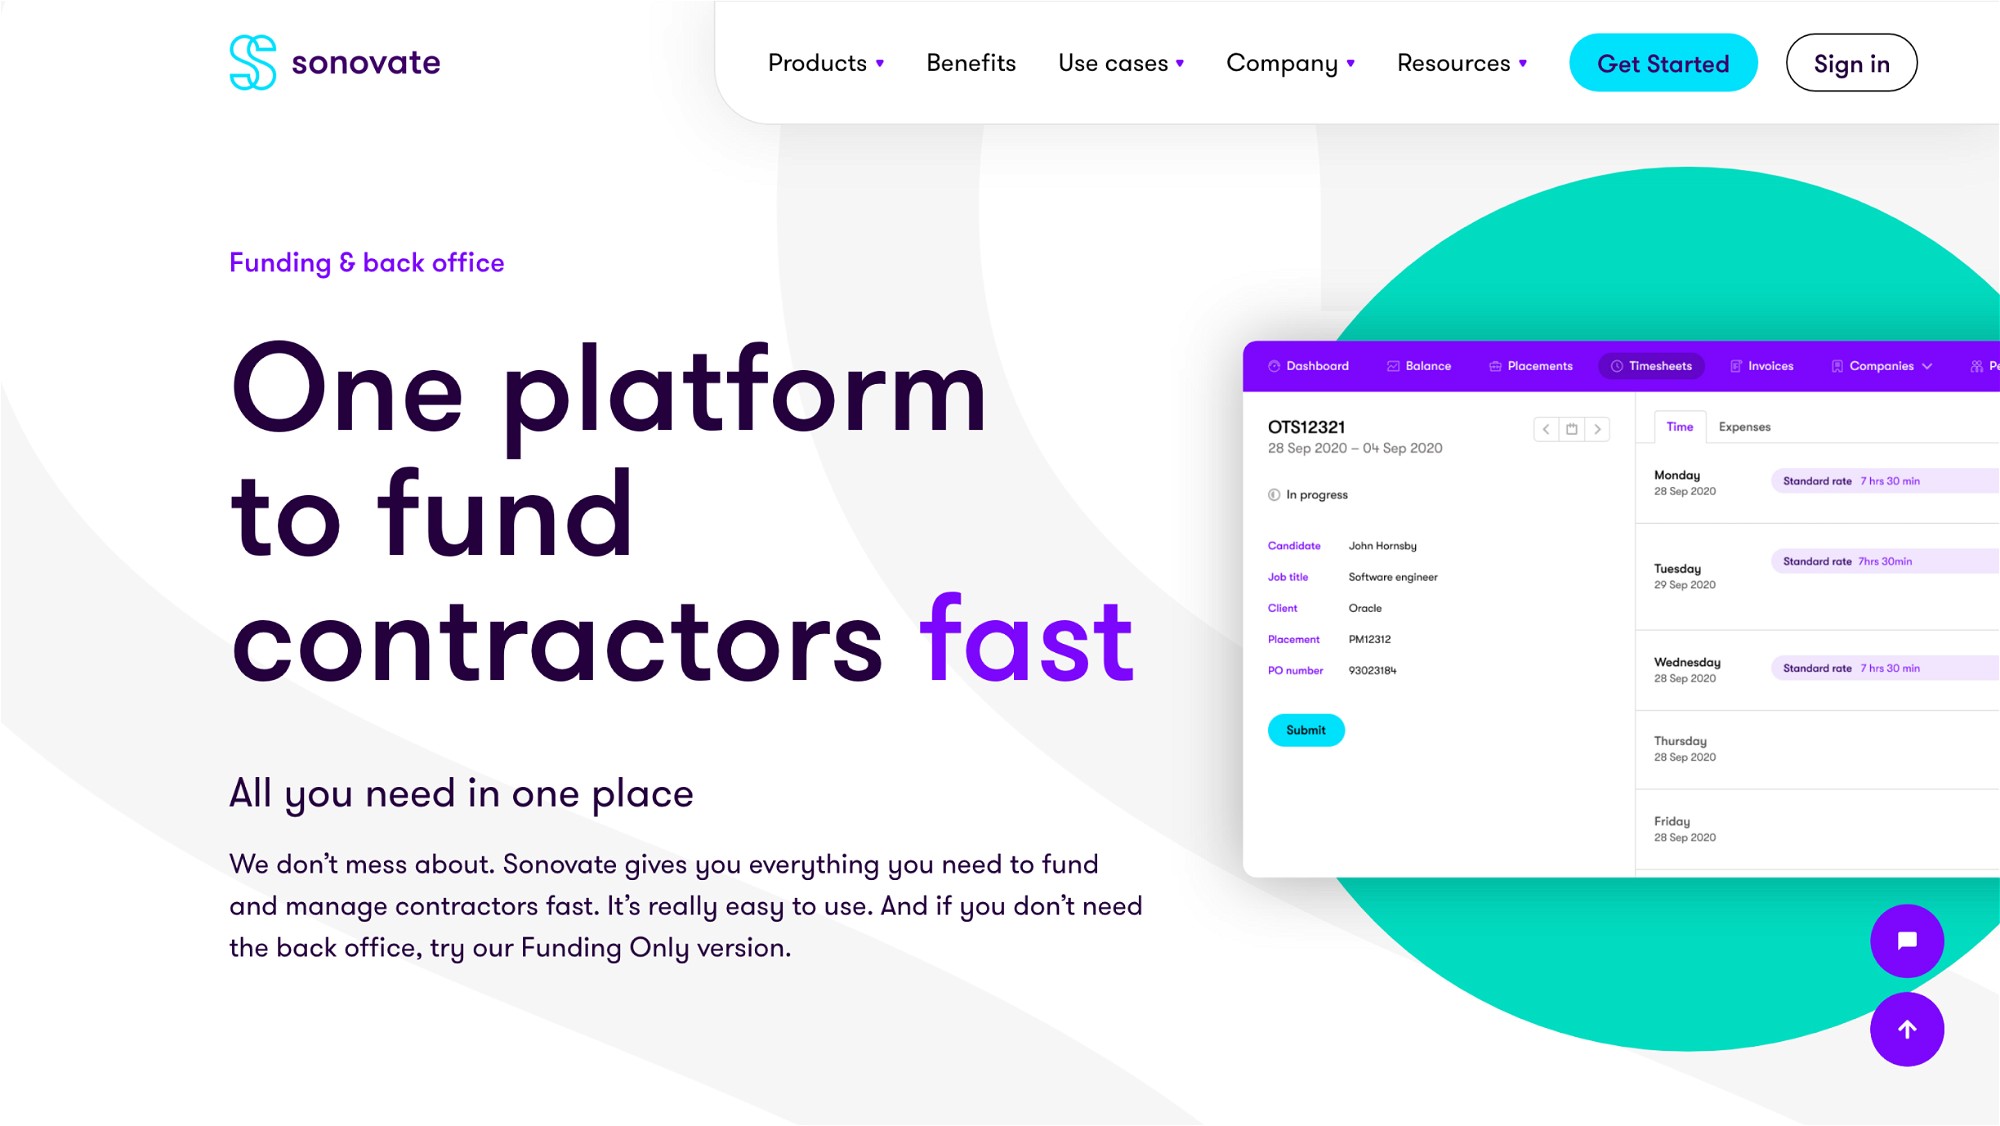 sonovate
Products
Benefits
Use cases
Company
Resources
Get Started
Sign in
Funding & back office
One platform
to fund
contractors fast
All you need in one place
We don’t mess about. Sonovate gives you everything you need to fund
and manage contractors fast. It’s really easy to use. And if you don’t need
the back office, try our Funding Only version.
Dashboard
Balance
Placements
Timesheets
Invoices
Companies
OTS12321
28 Sep 2020 – 04 Sep 2020
In progress
Candidate John Hornsby
Job title Software engineer
Client Oracle
Placement PM12312
PO number 93023184
Submit
Time
Expenses
Monday
28 Sep 2020
Standard rate 7 hrs 30 min
Tuesday
29 Sep 2020
Standard rate 7hrs 30min
Wednesday
28 Sep 2020
Standard rate 7 hrs 30 min
Thursday
28 Sep 2020
Friday
28 Sep 2020